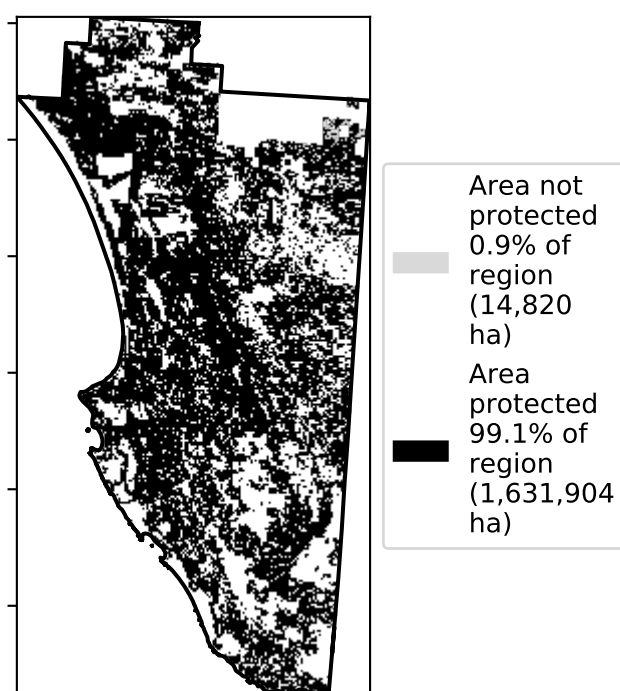 Area not
protected
0.9% of
region
(14,820
ha)
Area
protected
99.1% of
region
(1,631,904
ha)